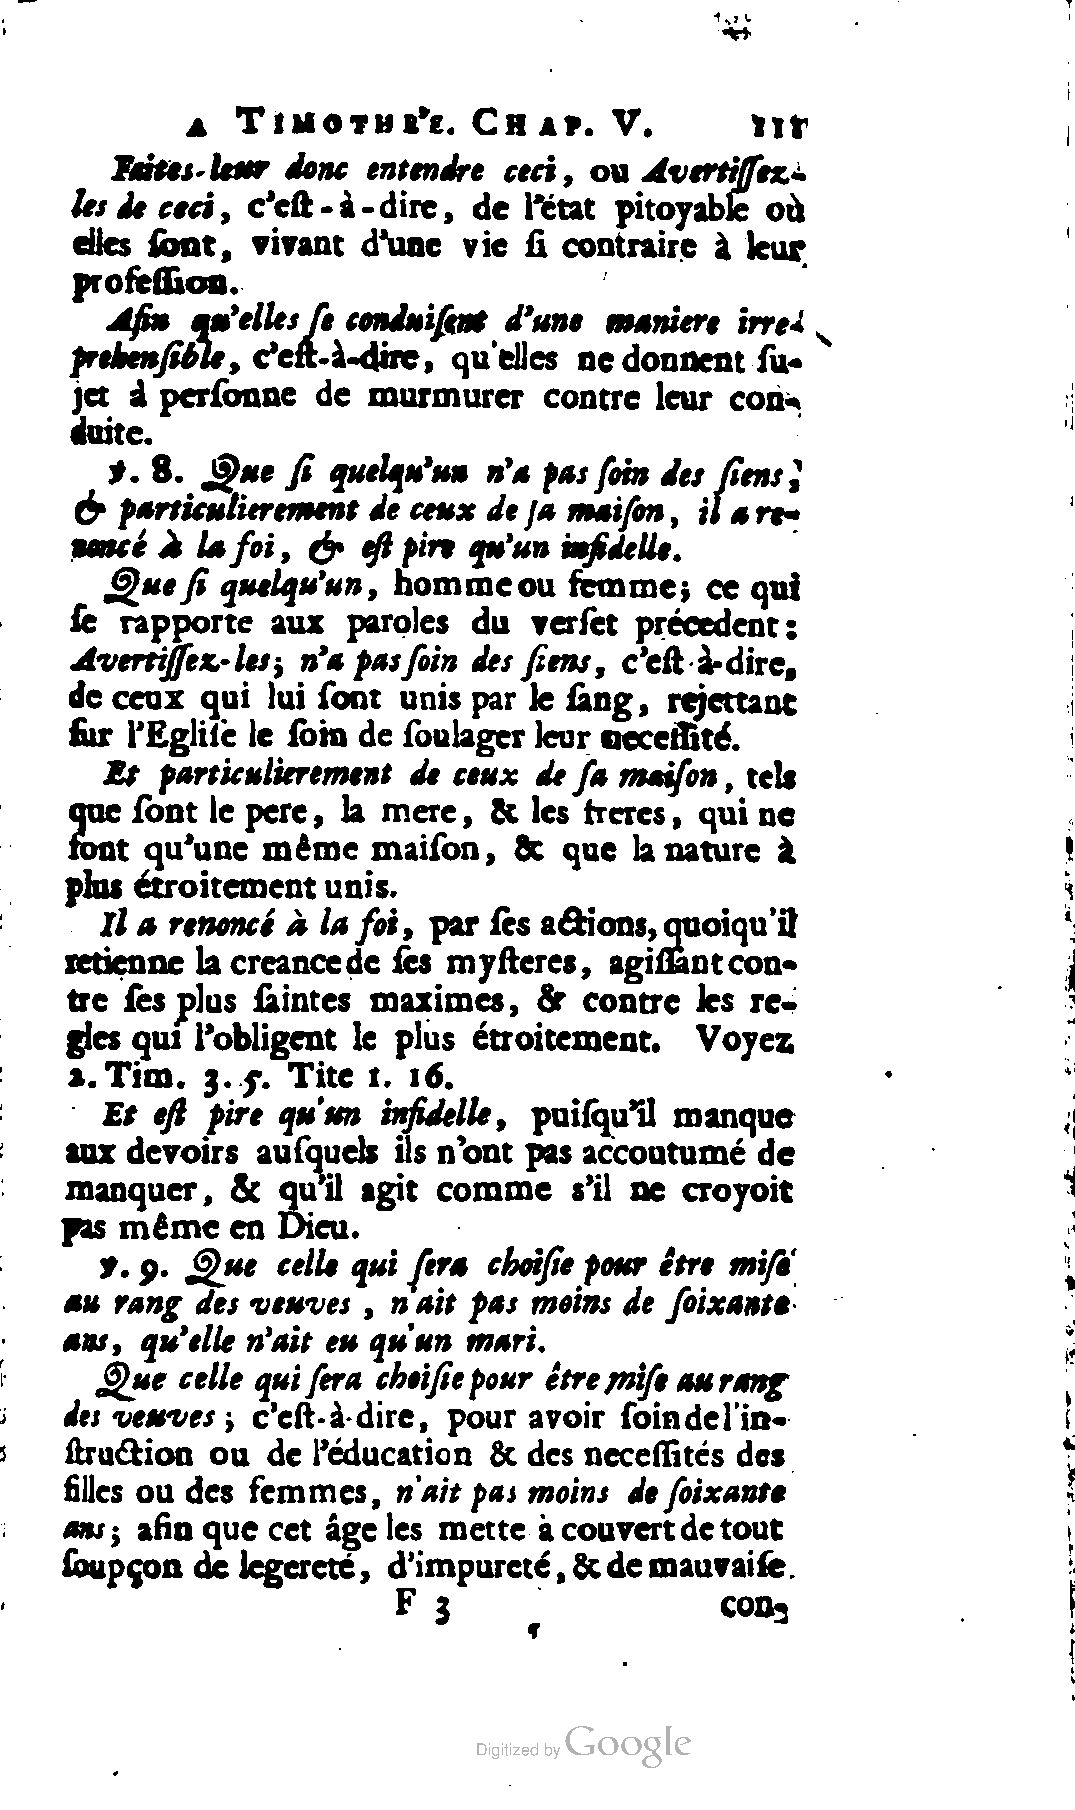 A TIMOTHE'E. CHAP. V. 111
Faites-leur donc entendre ceci, ou Avertiſſez-
les de ceci, c'eſt-à-dire, de l'état pitoyable où
elles ſont, vivant d'une vie ſi contraire à leur
profeſſion.
Afin qu'elles ſe conduiſent d'une maniere irre-
prehenſible, c'eſt-à-dire, qu'elles ne donnent ſu-
jet à perſonne de murmurer contre leur con-
duite.
℣. 8. Que ſi quelqu'un n'a pas ſoin des ſiens,
& particulierement de ceux de ſa maiſon, il a re-
noncé à la foi, & eſt pire qu'un infidelle.
Que ſi quelqu'un, homme ou femme; ce qui
ſe rapporte aux paroles du verſet précedent:
Avertiſſez-les; n'a pas ſoin des ſiens, c'eſt-à-dire,
de ceux qui lui ſont unis par le ſang, rejettant
ſur l'Egliſe le ſoin de ſoulager leur neceſſité.
Et particulierement de ceux de ſa maiſon, tels
que ſont le pere, la mere, & les freres, qui ne
font qu'une même maiſon, & que la nature à
plus étroitement unis.
Il a renoncé à la foi, par ſes actions, quoiqu'il
retienne la creance de ſes myſteres, agiſſant con-
tre ſes plus ſaintes maximes, & contre les re-
gles qui l'obligent le plus étroitement. Voyez
2. Tim. 3. 5. Tite 1. 16.
Et eſt pire qu'un infidelle, puiſqu'il manque
aux devoirs auſquels ils n'ont pas accoutumé de
manquer, & qu'il agit comme s'il ne croyoit
pas même en Dieu.
℣. 9. Que celle qui ſera choiſie pour être miſe
au rang des veuves, n'ait pas moins de ſoixante
ans, qu'elle n'ait eu qu'un mari.
Que celle qui ſera choiſie pour être miſe au rang
des veuves; c'eſt-à-dire, pour avoir ſoin de l'in-
ſtruction ou de l'éducation & des neceſſités des
filles ou des femmes, n'ait pas moins de ſoixante
ans; afin que cet âge les mette à couvert de tout
ſoupçon de legereté, d'impureté, & de mauvaiſe
F 3 con-
Digitized by Google